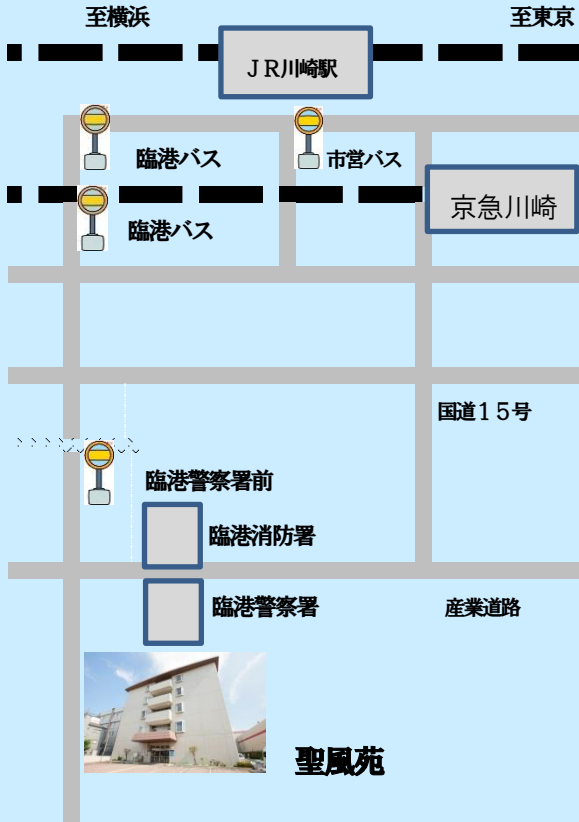 至横浜
至東京
ＪＲ川崎駅
臨港バス
市営バス
京急川崎
臨港バス
国道１５号
臨港警察署前
臨港消防署
臨港警察署
産業道路
聖風苑